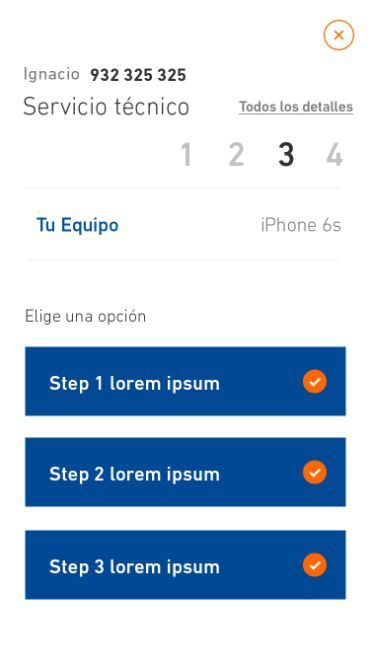 Ignacio 932 325 325
Servicio técnico Todos los detalles
1 2 3 4
Tu Equipo iPhone 6s
Elige una opción
Step 1 lorem ipsum
Step 2 lorem ipsum
Step 3 lorem ipsum